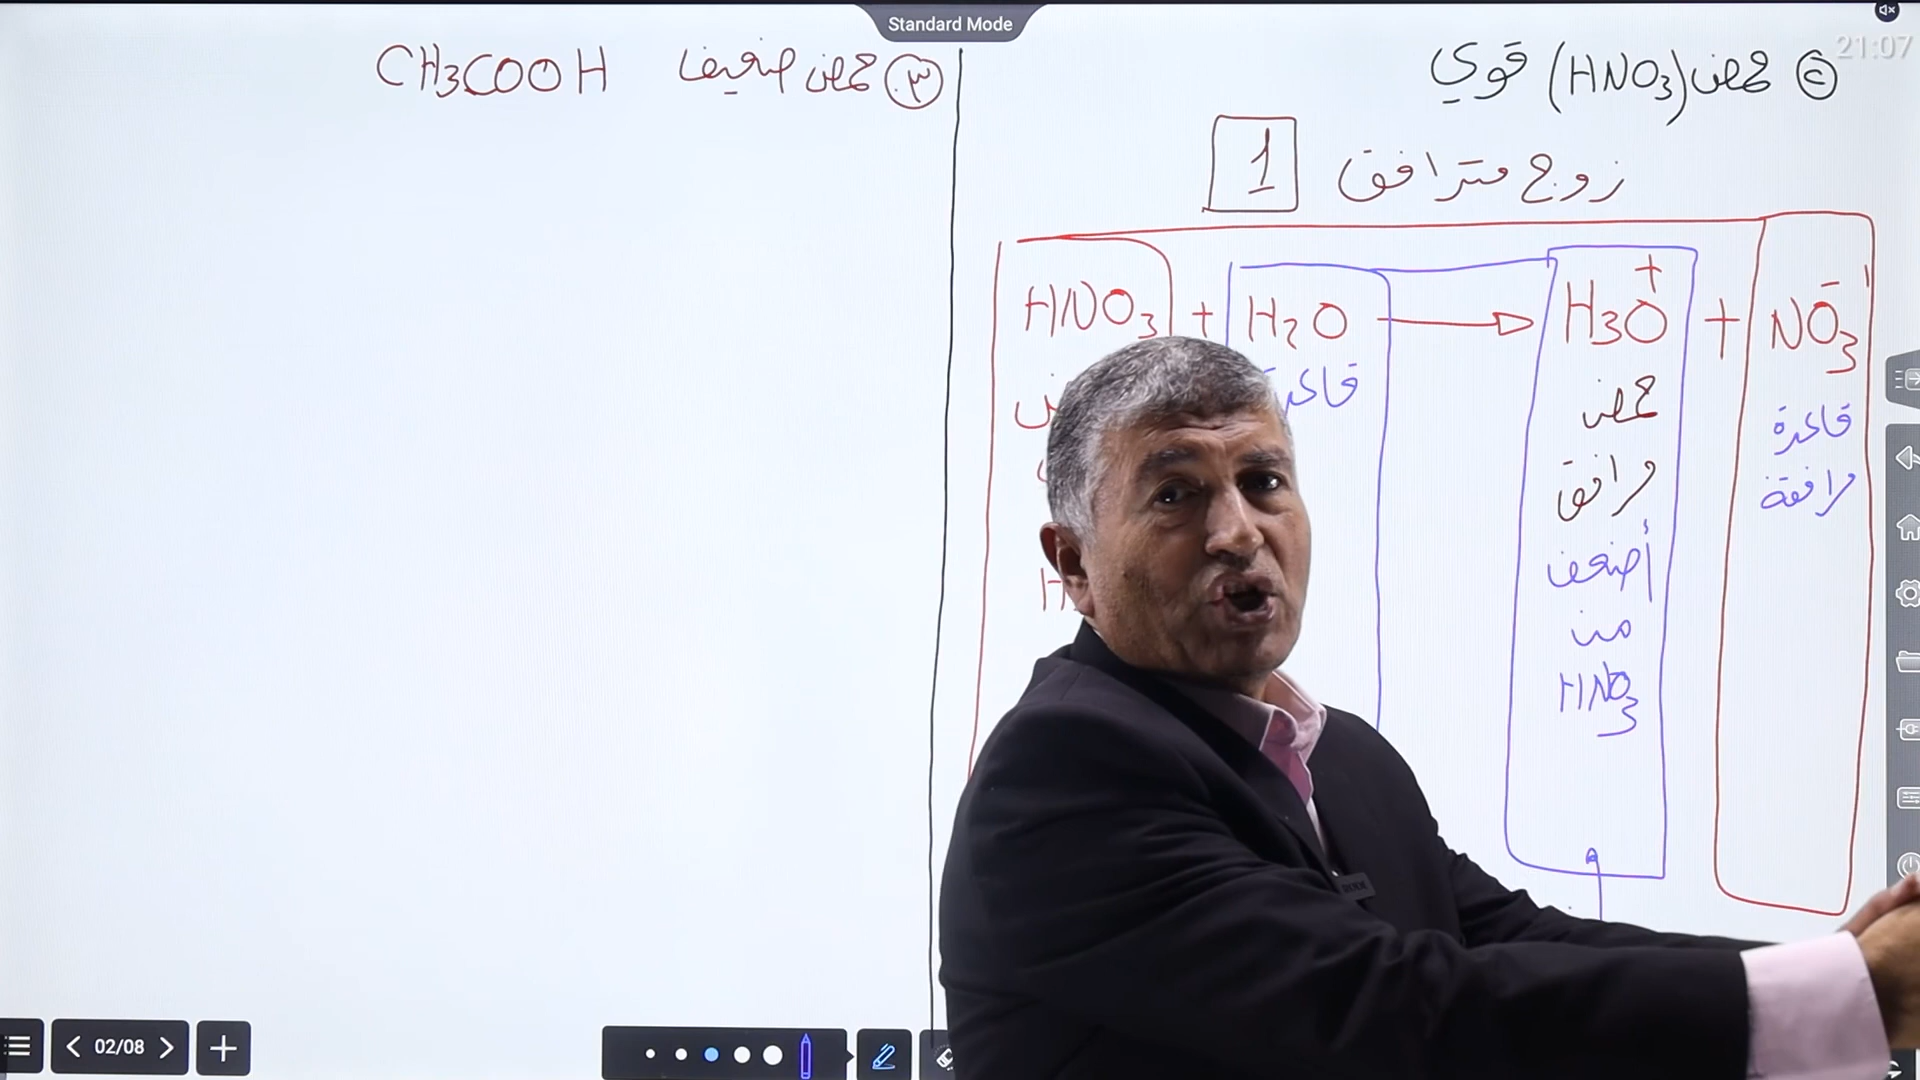 Standard Mode
21:07
② حمض (HNO3) قوي
زوج مترافق 1
HNO3 + H2O → H3O+ + NO3-
قاعدة
حمض
مرافق
أضعف
من
HNO3
قاعدة
مرافقة
③ حمض ضعيف CH3COOH
02/08